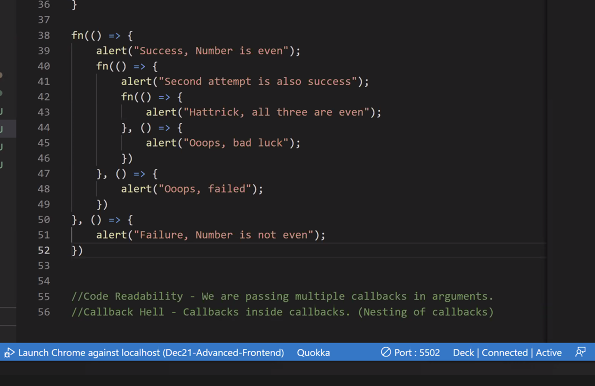 36 }
37
38 fn(() => {
39 alert("Success, Number is even");
40 fn(() => {
41 alert("Second attempt is also success");
42 fn(() => {
43 alert("Hattrick, all three are even");
44 }, () => {
45 alert("Ooops, bad luck");
46 })
47 }, () => {
48 alert("Ooops, failed");
49 })
50 }, () => {
51 alert("Failure, Number is not even");
52 })
53
54
55 //Code Readability - We are passing multiple callbacks in arguments.
56 //Callback Hell - Callbacks inside callbacks. (Nesting of callbacks)
Launch Chrome against localhost (Dec21-Advanced-Frontend) Quokka Port : 5502 Deck | Connected | Active